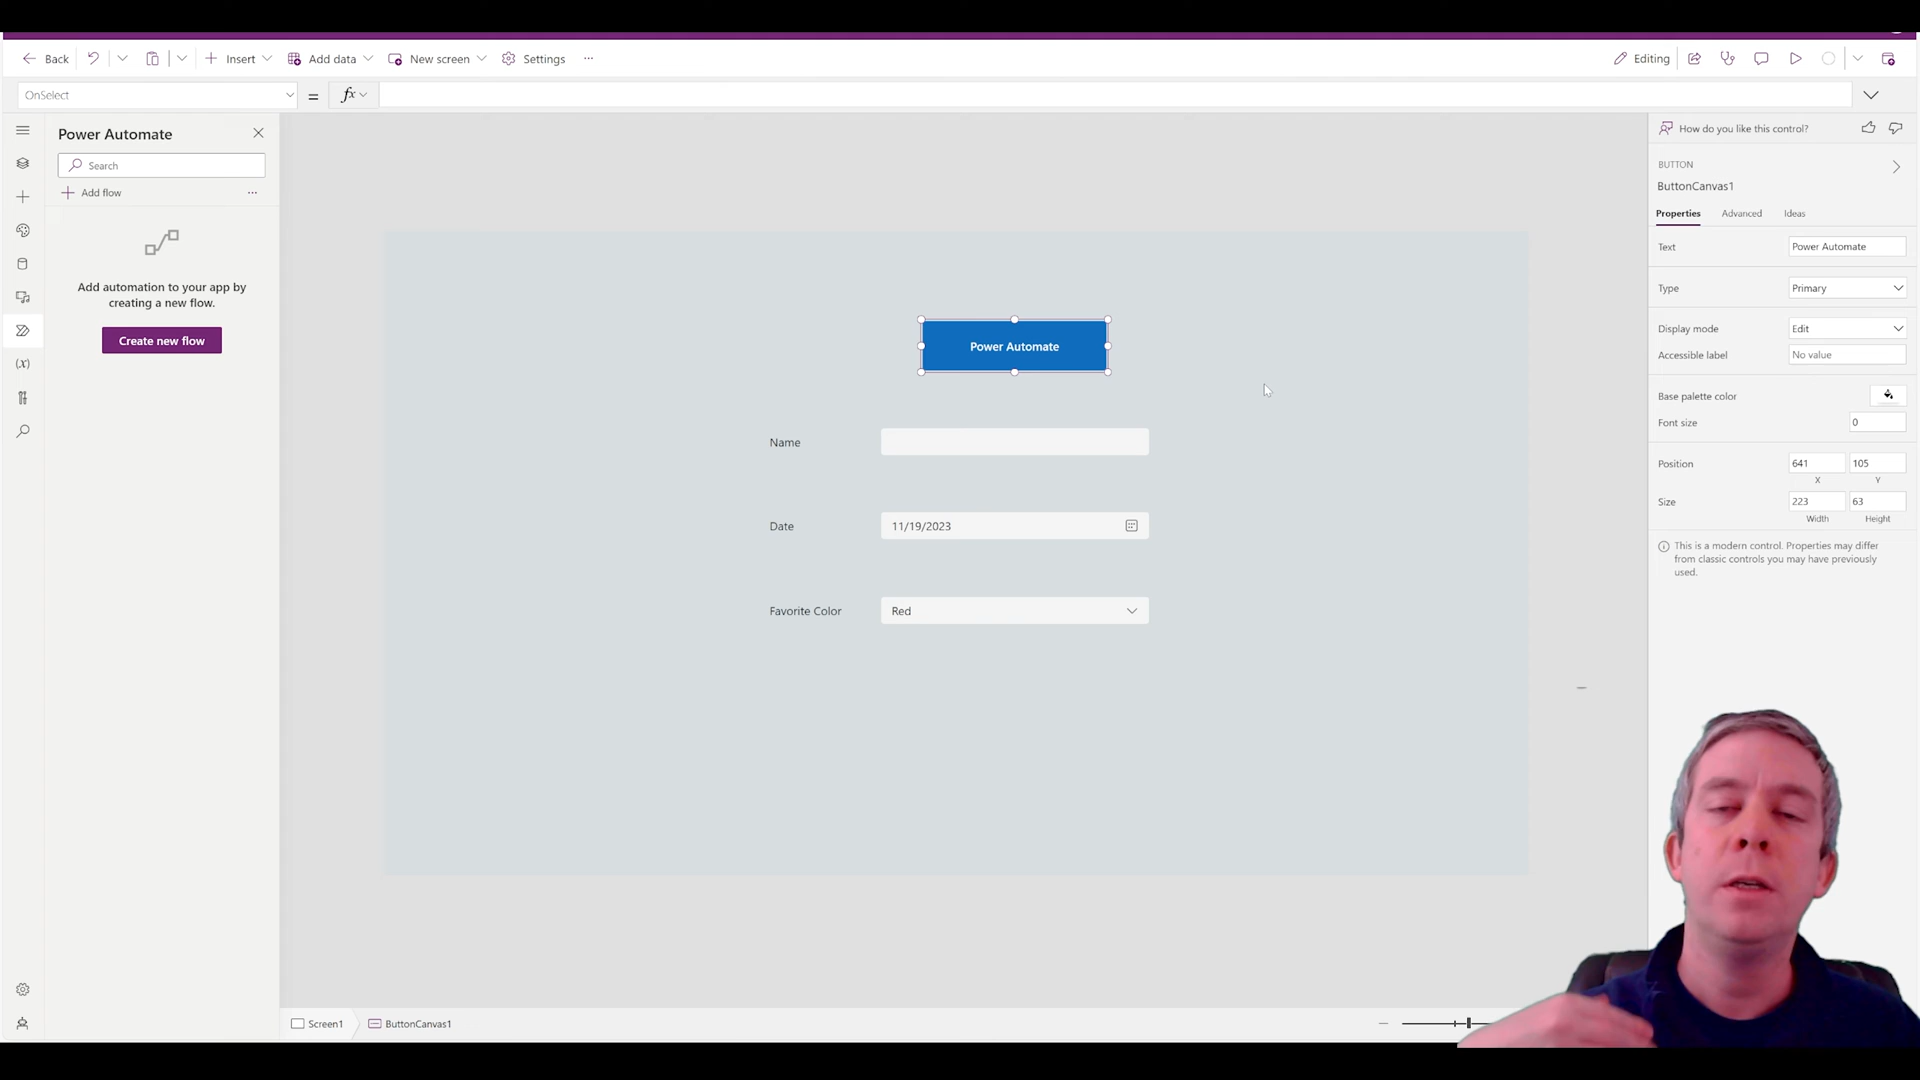 Back
Insert
Add data
New screen
Settings
...
Editing
OnSelect
=
fx
Power Automate
Search
Add flow
...
Add automation to your app by
creating a new flow.
Create new flow
(x)
Power Automate
Name
Date
11/19/2023
Favorite Color
Red
How do you like this control?
BUTTON
ButtonCanvas1
Properties
Advanced
Ideas
Text
Power Automate
Type
Primary
Display mode
Edit
Accessible label
No value
Base palette color
Font size
0
Position
641
105
X
Y
Size
223
63
Width
Height
This is a modern control. Properties may differ
from classic controls you may have previously
used.
Screen1
ButtonCanvas1